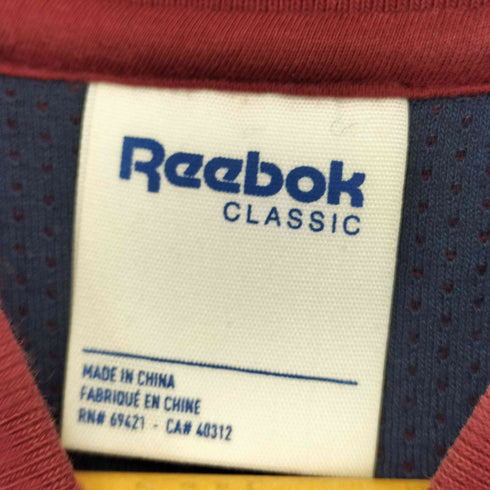 Reebok
CLASSIC
MADE IN CHINA
FABRIQUÉ EN CHINE
RN# 69421 - CA# 40312